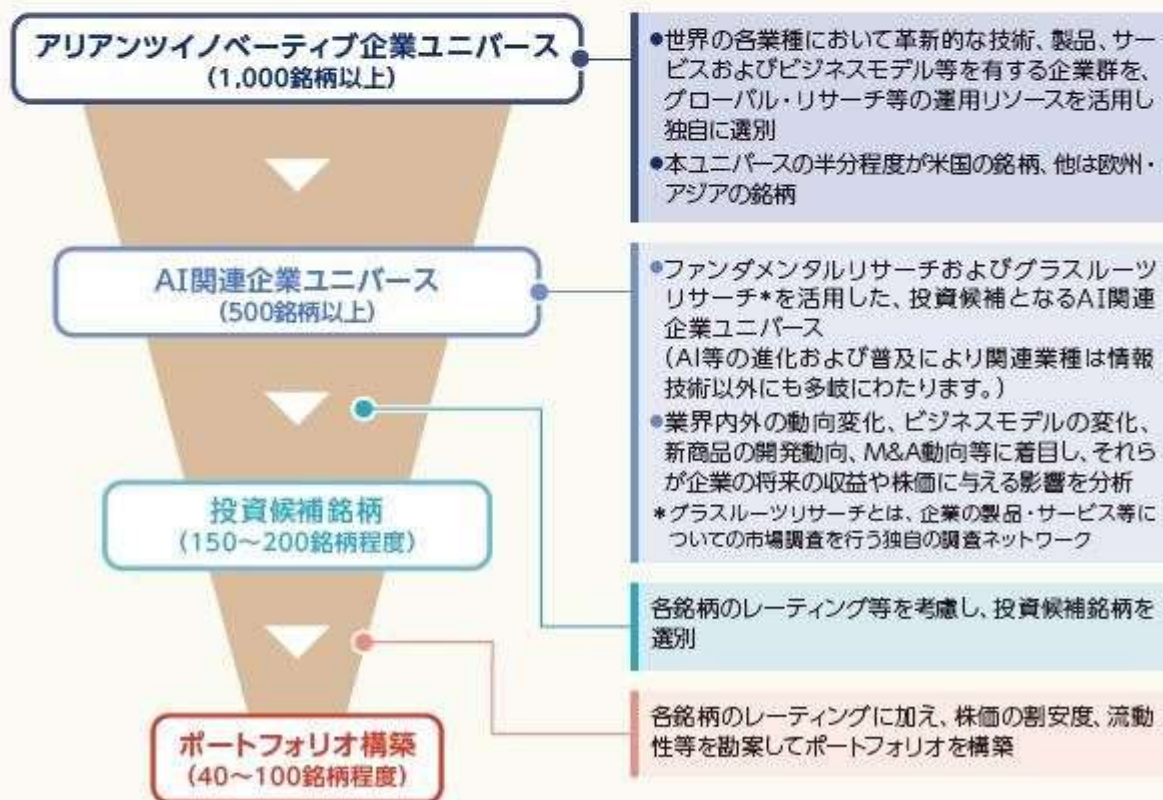 アリアンツイノベーティブ企業ユニバース
(1,000銘柄以上)
●世界の各業種において革新的な技術、製品、サー
ビスおよびビジネスモデル等を有する企業群を、
グローバル・リサーチ等の運用リソースを活用し
独自に選別
●本ユニバースの半分程度が米国の銘柄、他は欧州・
アジアの銘柄
AI関連企業ユニバース
(500銘柄以上)
●ファンダメンタルリサーチおよびグラスルーツ
リサーチ*を活用した、投資候補となるAI関連
企業ユニバース
(AI等の進化および普及により関連業種は情報
技術以外にも多岐にわたります。)
●業界内外の動向変化、ビジネスモデルの変化、
新商品の開発動向、M&A動向等に着目し、それら
が企業の将来の収益や株価に与える影響を分析
*グラスルーツリサーチとは、企業の製品・サービス等に
ついての市場調査を行う独自の調査ネットワーク
投資候補銘柄
(150～200銘柄程度)
各銘柄のレーティング等を考慮し、投資候補銘柄を
選別
ポートフォリオ構築
(40～100銘柄程度)
各銘柄のレーティングに加え、株価の割安度、流動
性等を勘案してポートフォリオを構築